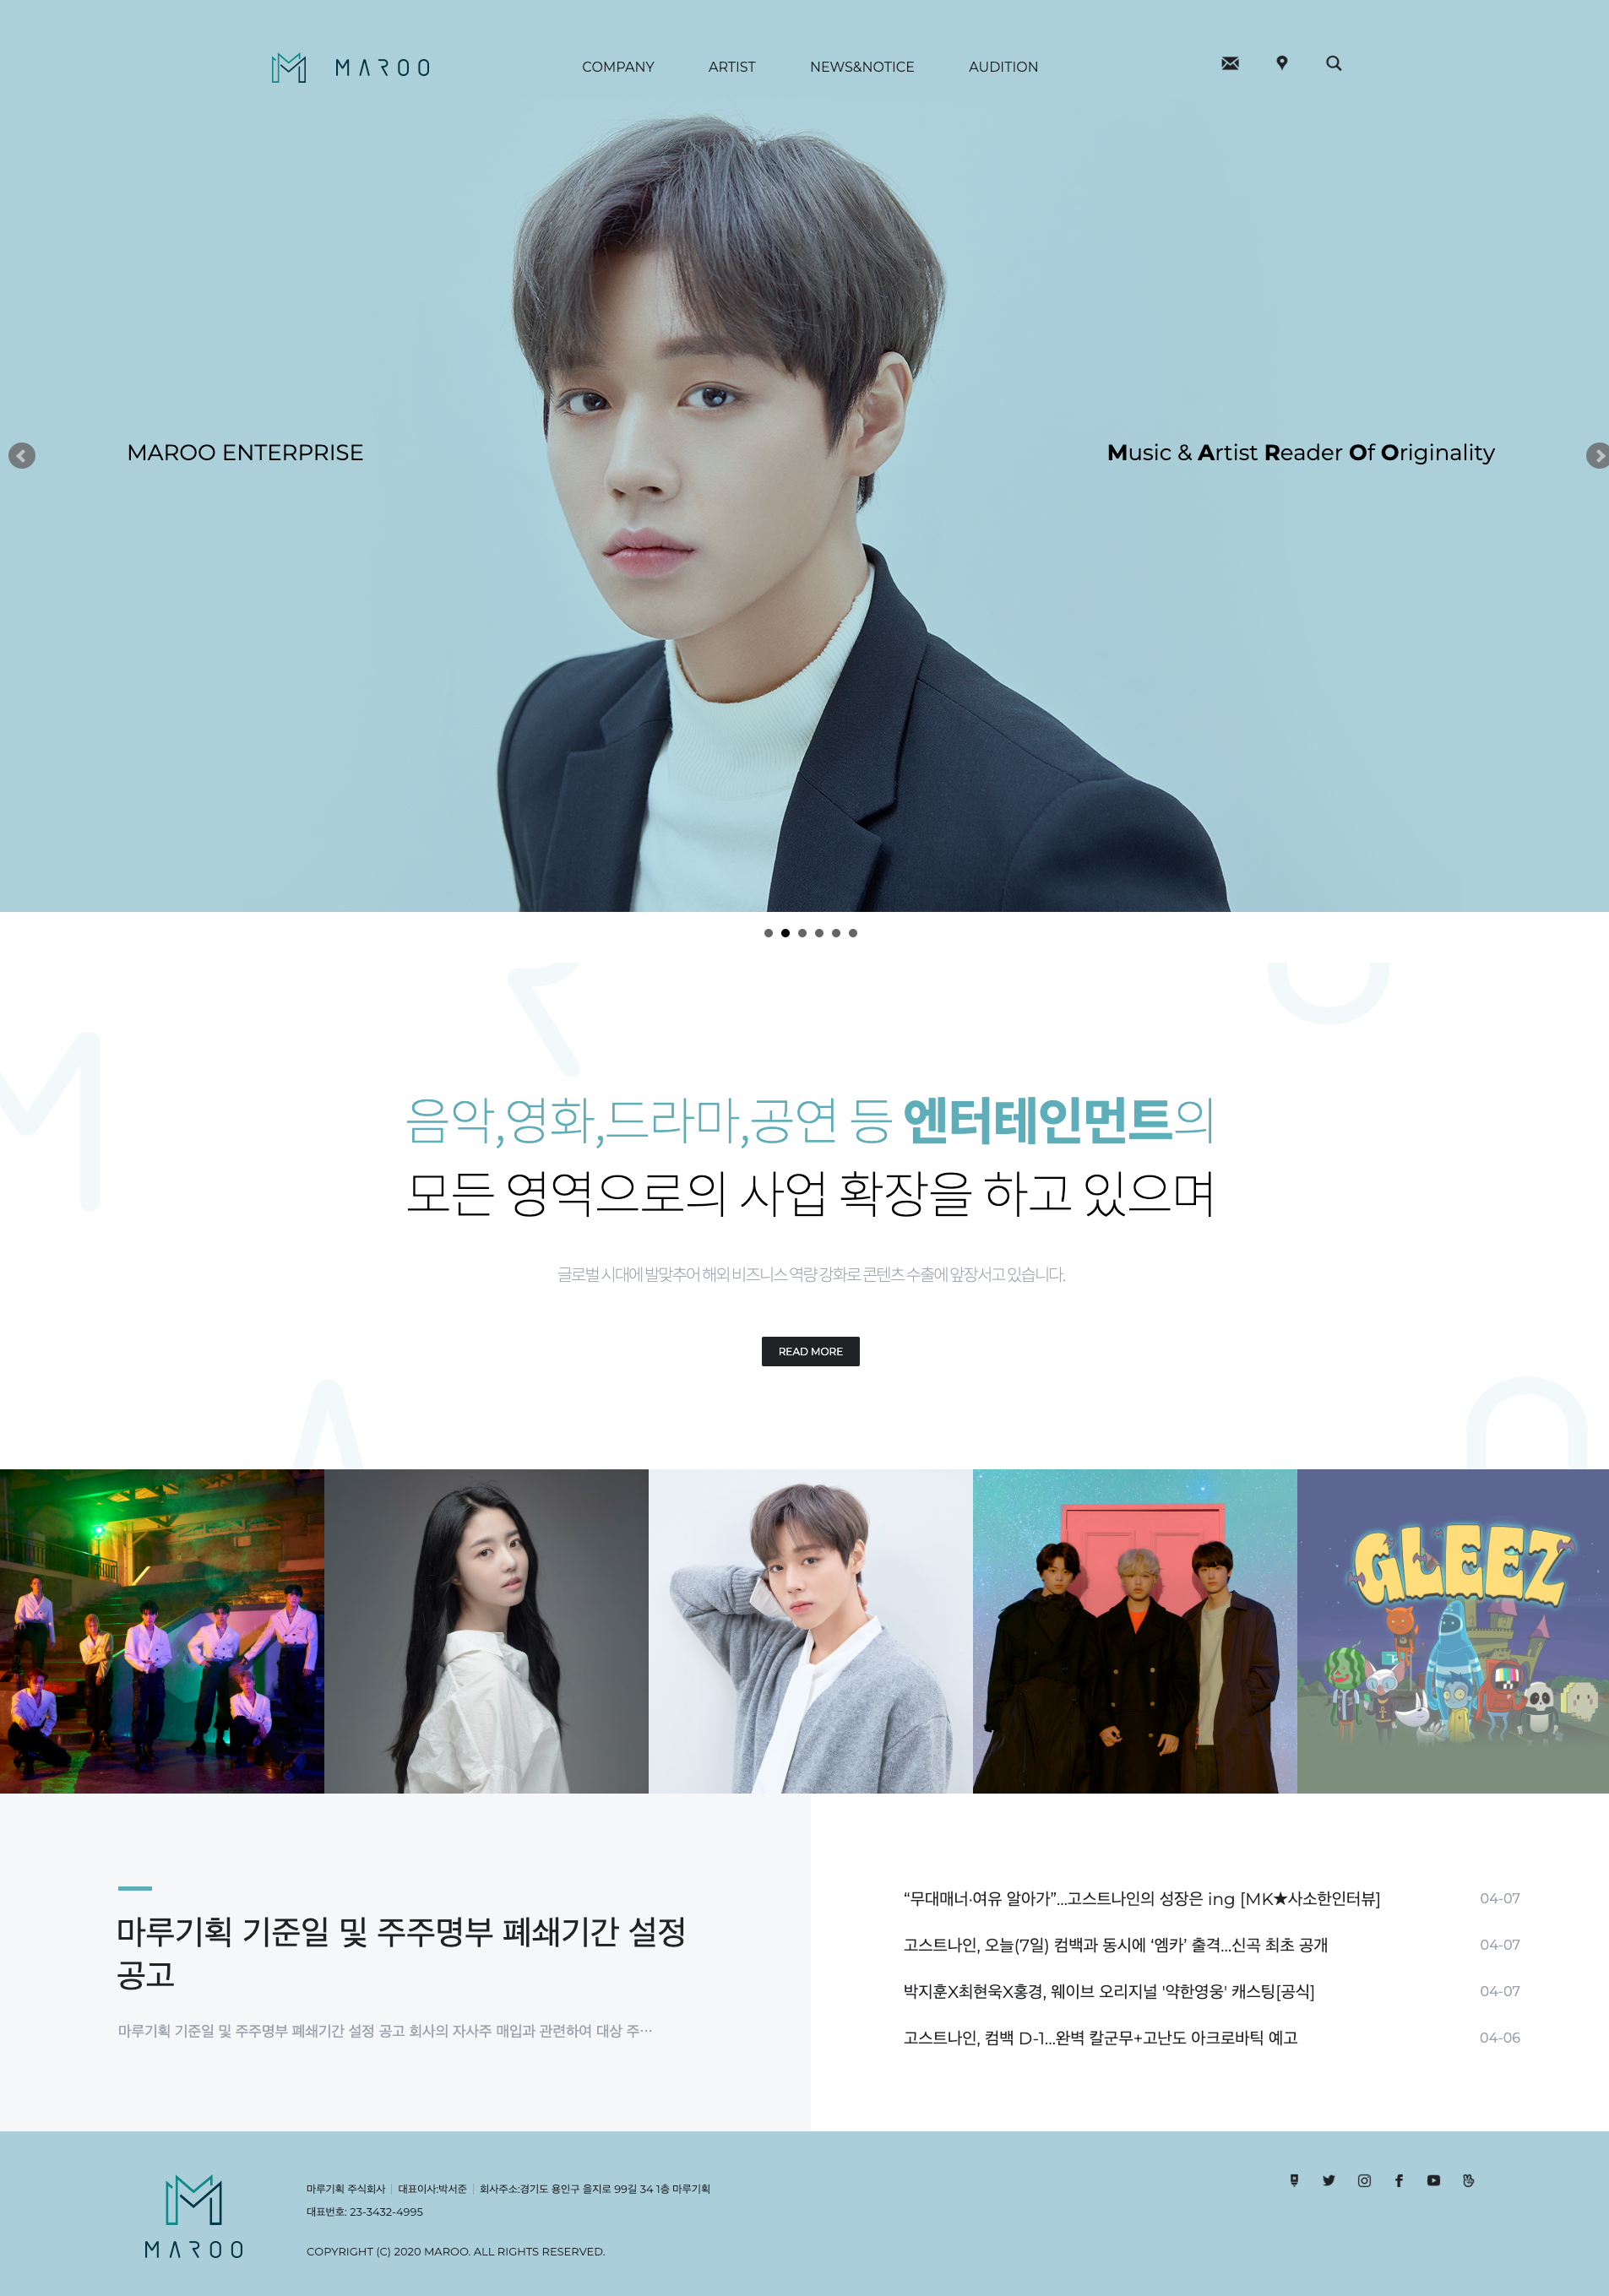 MAROO
COMPANY
ARTIST
NEWS&NOTICE
AUDITION
MAROO ENTERPRISE
Music & Artist Reader Of Originality
음악,영화,드라마,공연 등 엔터테인먼트의
모든 영역으로의 사업 확장을 하고 있으며
글로벌 시대에 발맞추어 해외 비즈니스 역량 강화로 콘텐츠 수출에 앞장서고 있습니다.
READ MORE
GLEEZ
마루기획 기준일 및 주주명부 폐쇄기간 설정
공고
마루기획 기준일 및 주주명부 폐쇄기간 설정 공고 회사의 자사주 매입과 관련하여 대상 주…
“무대매너·여유 알아가”...고스트나인의 성장은 ing [MK★사소한인터뷰] 04-07
고스트나인, 오늘(7일) 컴백과 동시에 ‘엠카’ 출격...신곡 최초 공개 04-07
박지훈X최현욱X홍경, 웨이브 오리지널 '약한영웅' 캐스팅[공식] 04-07
고스트나인, 컴백 D-1...완벽 칼군무+고난도 아크로바틱 예고 04-06
MAROO
마루기획 주식회사 | 대표이사:박서준 | 회사주소:경기도 용인구 을지로 99길 34 1층 마루기획
대표번호: 23-3432-4995
COPYRIGHT (C) 2020 MAROO. ALL RIGHTS RESERVED.